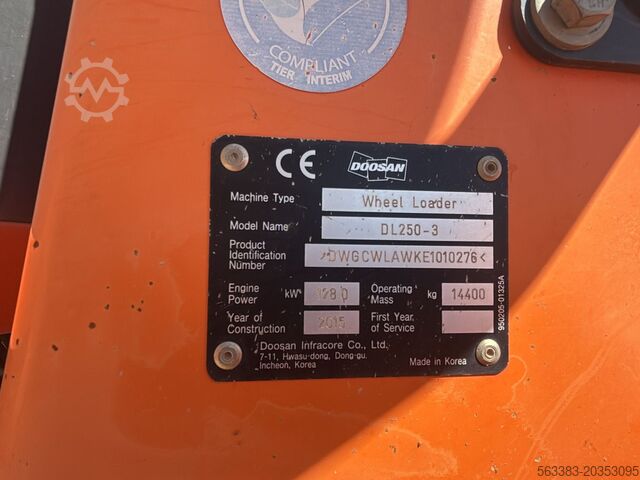 COMPLIANT
TIER INTERIM
CE DOOSAN
Machine Type Wheel Loader
Model Name DL250-3
Product Identification Number >DWGCWLAWKE1010276<
Engine Power kW 128.0 Operating Mass kg 14400
Year of Construction 2015 First Year of Service
Doosan Infracore Co., Ltd.
7-11, Hwasu-dong, Dong-gu,
Incheon, Korea
Made in Korea
950205-01325A
563383-20353095